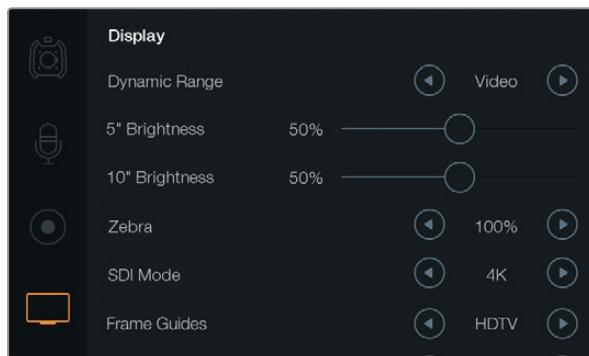 Display
Dynamic Range Video
5" Brightness 50%
10" Brightness 50%
Zebra 100%
SDI Mode 4K
Frame Guides HDTV